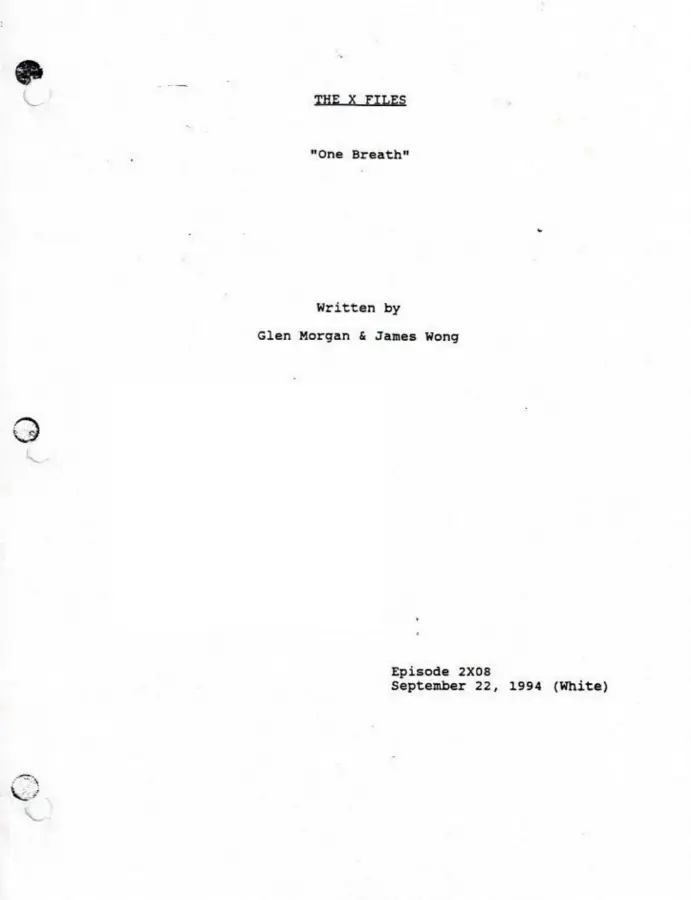 THE X FILES
"One Breath"
Written by
Glen Morgan & James Wong
Episode 2X08
September 22, 1994 (White)